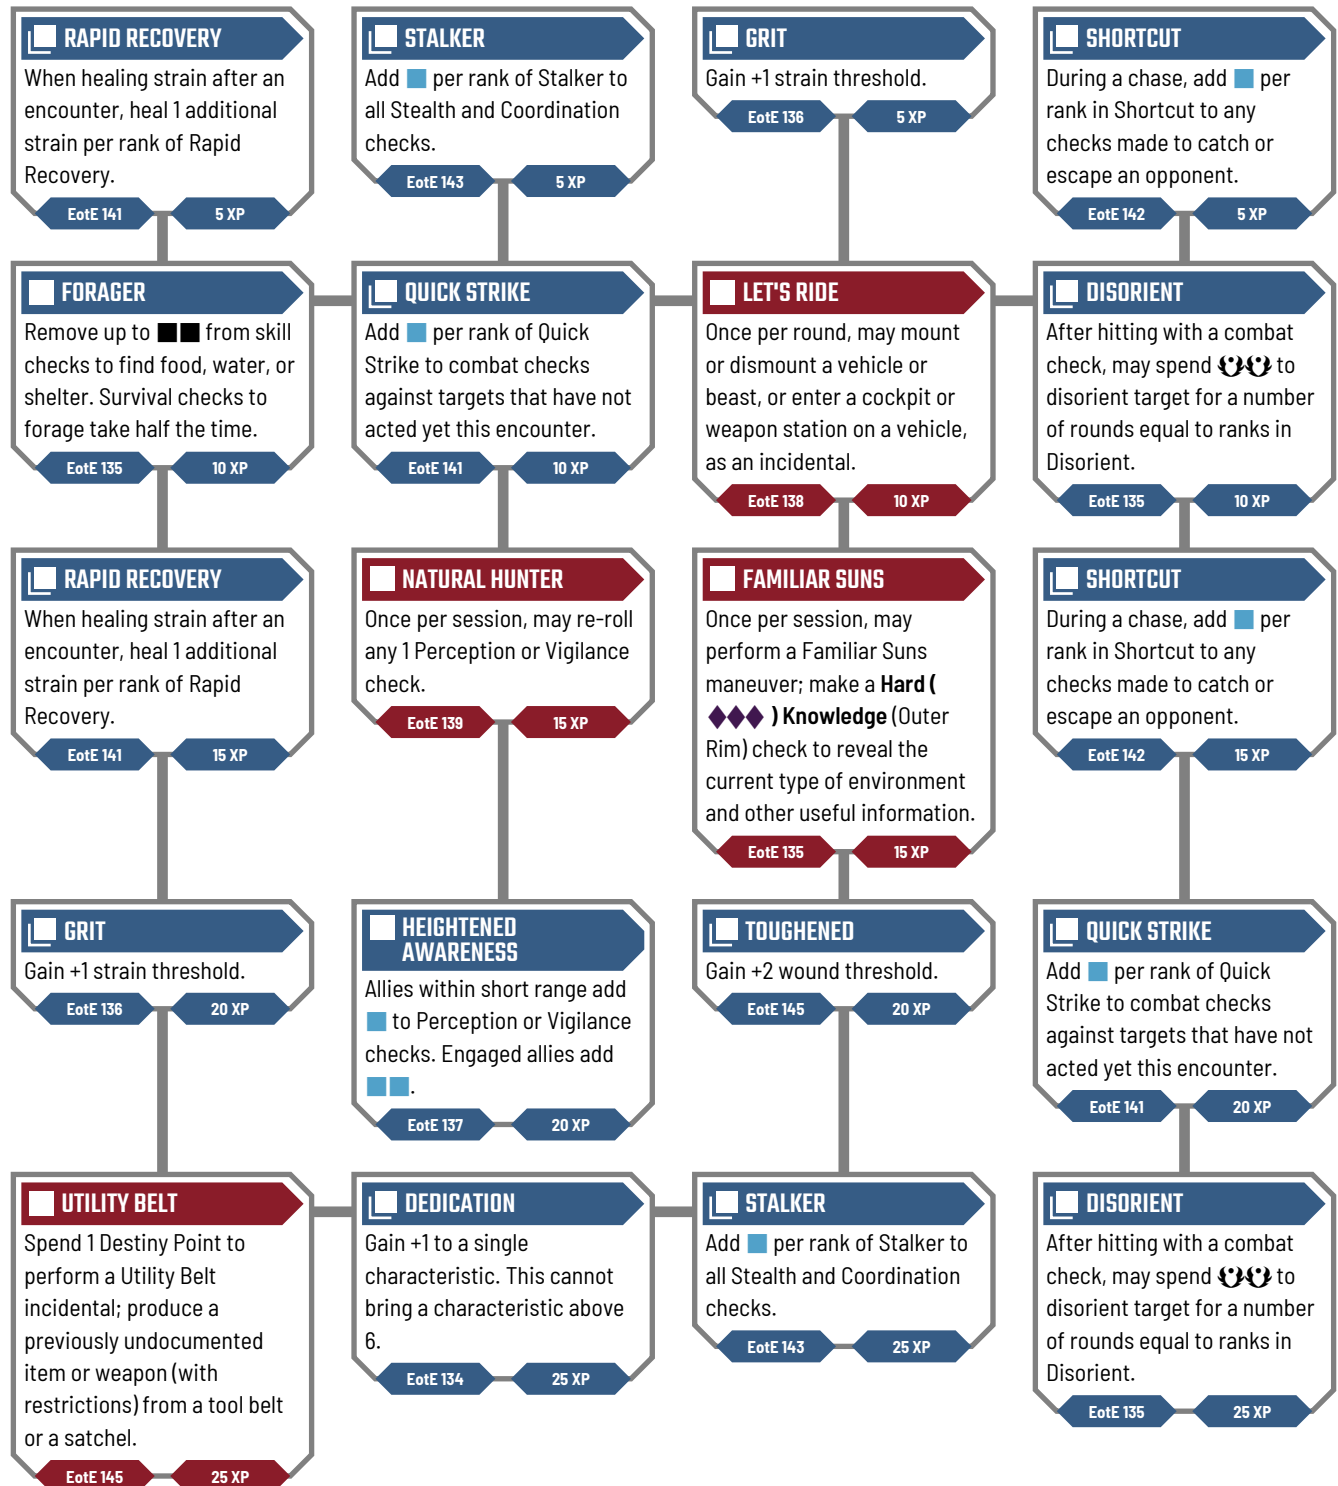 RAPID RECOVERY
When healing strain after an
encounter, heal 1 additional
strain per rank of Rapid
Recovery.
EotE 141
5 XP
STALKER
Add per rank of Stalker to
all Stealth and Coordination
checks.
EotE 143
5 XP
GRIT
Gain +1 strain threshold.
EotE 136
5 XP
SHORTCUT
During a chase, add per
rank in Shortcut to any
checks made to catch or
escape an opponent.
EotE 142
5 XP
FORAGER
Remove up to from skill
checks to find food, water, or
shelter. Survival checks to
forage take half the time.
EotE 135
10 XP
QUICK STRIKE
Add per rank of Quick
Strike to combat checks
against targets that have not
acted yet this encounter.
EotE 141
10 XP
LET'S RIDE
Once per round, may mount
or dismount a vehicle or
beast, or enter a cockpit or
weapon station on a vehicle,
as an incidental.
EotE 138
10 XP
DISORIENT
After hitting with a combat
check, may spend to
disorient target for a number
of rounds equal to ranks in
Disorient.
EotE 135
10 XP
RAPID RECOVERY
When healing strain after an
encounter, heal 1 additional
strain per rank of Rapid
Recovery.
EotE 141
15 XP
NATURAL HUNTER
Once per session, may re-roll
any 1 Perception or Vigilance
check.
EotE 139
15 XP
FAMILIAR SUNS
Once per session, may
perform a Familiar Suns
maneuver; make a Hard (
) Knowledge (Outer
Rim) check to reveal the
current type of environment
and other useful information.
EotE 135
15 XP
SHORTCUT
During a chase, add per
rank in Shortcut to any
checks made to catch or
escape an opponent.
EotE 142
15 XP
GRIT
Gain +1 strain threshold.
EotE 136
20 XP
HEIGHTENED
AWARENESS
Allies within short range add
to Perception or Vigilance
checks. Engaged allies add
.
EotE 137
20 XP
TOUGHENED
Gain +2 wound threshold.
EotE 145
20 XP
QUICK STRIKE
Add per rank of Quick
Strike to combat checks
against targets that have not
acted yet this encounter.
EotE 141
20 XP
UTILITY BELT
Spend 1 Destiny Point to
perform a Utility Belt
incidental; produce a
previously undocumented
item or weapon (with
restrictions) from a tool belt
or a satchel.
EotE 145
25 XP
DEDICATION
Gain +1 to a single
characteristic. This cannot
bring a characteristic above
6.
EotE 134
25 XP
STALKER
Add per rank of Stalker to
all Stealth and Coordination
checks.
EotE 143
25 XP
DISORIENT
After hitting with a combat
check, may spend to
disorient target for a number
of rounds equal to ranks in
Disorient.
EotE 135
25 XP